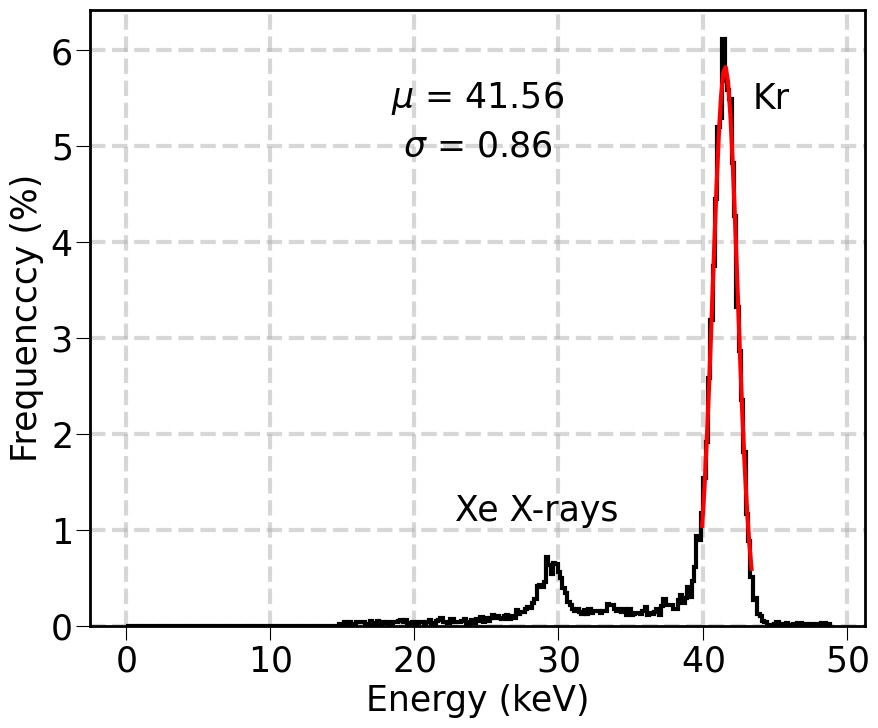 6
μ = 41.56
Kr
5
σ = 0.86
4
3
2
Xe X-rays
1
0
Frequencccy (%)
0 10 20 30 40 50
Energy (keV)